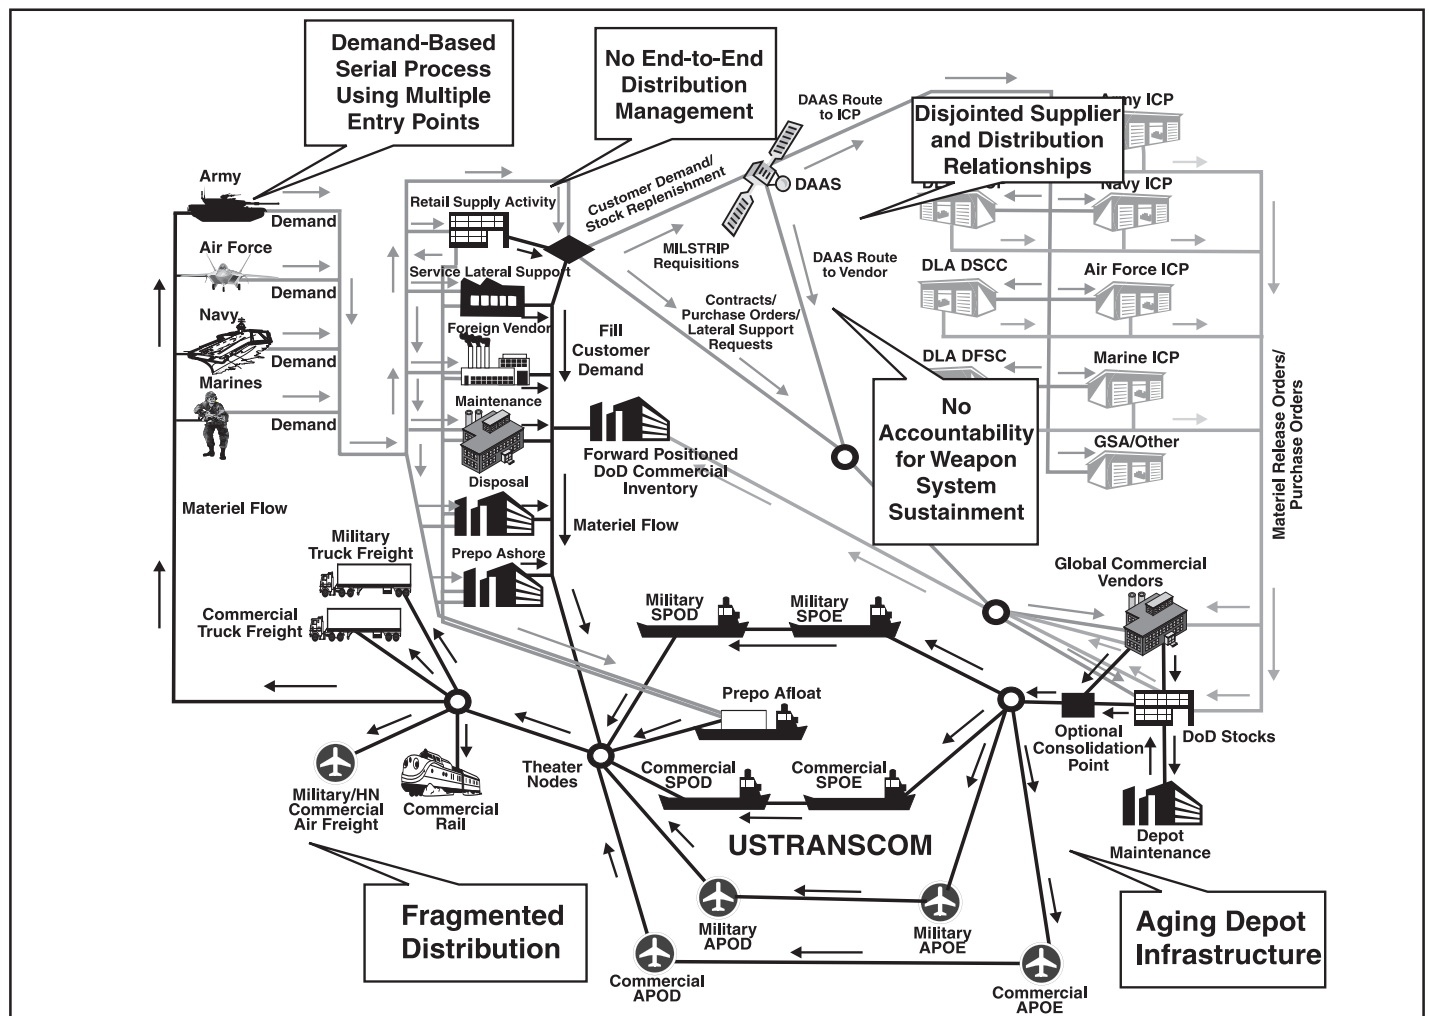 Demand-Based
Serial Process
Using Multiple
Entry Points
No End-to-End
Distribution
Management
DAAS Route
to ICP
Disjointed Supplier
and Distribution
Relationships
Army ICP
Army
Demand
Air Force
Demand
Navy
Demand
Marines
Demand
Retail Supply Activity
Service Lateral Support
Foreign Vendor
Maintenance
Disposal
Prepo Ashore
Customer Demand/
Stock Replenishment
DAAS
MILSTRIP
Requisitions
DAAS Route
to Vendor
Contracts/
Purchase Orders/
Lateral Support
Requests
Fill
Customer
Demand
Forward Positioned
DoD Commercial
Inventory
Materiel Flow
Navy ICP
DLA DSCC
Air Force ICP
DLA DFSC
Marine ICP
GSA/Other
No
Accountability
for Weapon
System
Sustainment
Materiel Release Orders/
Purchase Orders
Materiel Flow
Military
Truck Freight
Commercial
Truck Freight
Military
SPOD
Military
SPOE
Global Commercial
Vendors
Prepo Afloat
Optional
Consolidation
Point
DoD Stocks
Theater
Nodes
Commercial
SPOD
Commercial
SPOE
Military/HN
Commercial
Air Freight
Commercial
Rail
USTRANSCOM
Depot
Maintenance
Fragmented
Distribution
Military
APOD
Military
APOE
Commercial
APOD
Commercial
APOE
Aging Depot
Infrastructure